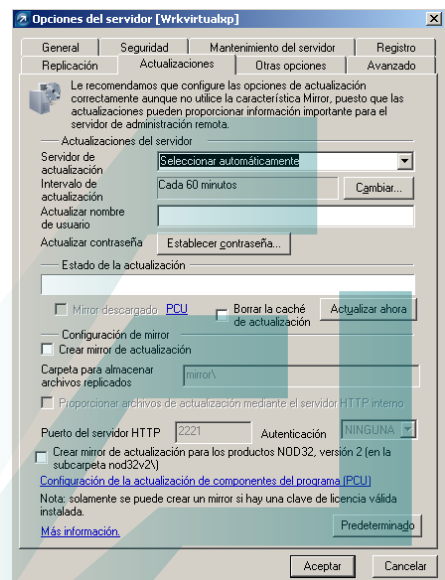 Opciones del servidor [Wrkvirtualxp]
General Seguridad Mantenimiento del servidor Registro
Replicación Actualizaciones Otras opciones Avanzado
Le recomendamos que configure las opciones de actualización
correctamente aunque no utilice la característica Mirror, puesto que las
actualizaciones pueden proporcionar información importante para el
servidor de administración remota.
Actualizaciones del servidor
Servidor de
actualización
Seleccionar automáticamente
Intervalo de
actualización
Cada 60 minutos
Cambiar...
Actualizar nombre
de usuario
Actualizar contraseña
Establecer contraseña...
Estado de la actualización
Mirror descargado PCU
Borrar la caché
de actualización
Actualizar ahora
Configuración de mirror
Crear mirror de actualización
Carpeta para almacenar
archivos replicados
mirror\
Proporcionar archivos de actualización mediante el servidor HTTP interno
Puerto del servidor HTTP 2221 Autenticación NINGUNA
Crear mirror de actualización para los productos NOD32, versión 2 (en la
subcarpeta nod32v2\)
Configuración de la actualización de componentes del programa (PCU)
Nota: solamente se puede crear un mirror si hay una clave de licencia válida
instalada.
Más información.
Predeterminado
Aceptar Cancelar